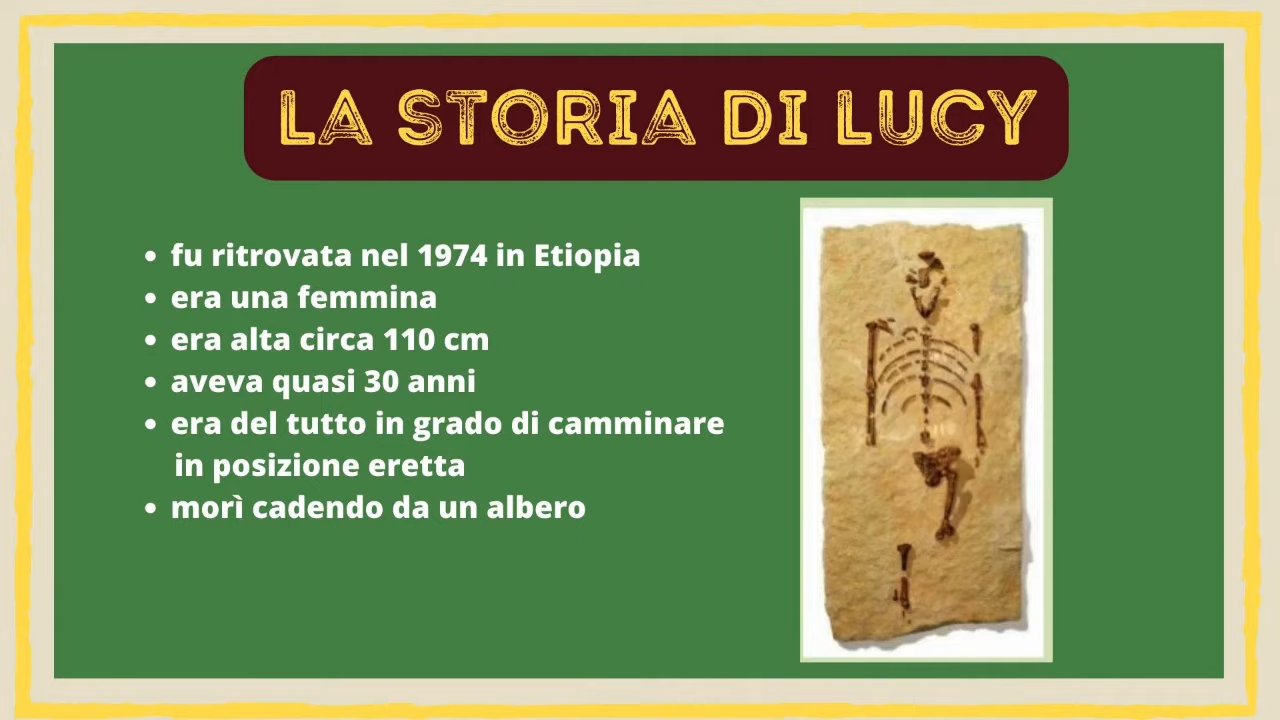 LA STORIA DI LUCY
• fu ritrovata nel 1974 in Etiopia
• era una femmina
• era alta circa 110 cm
• aveva quasi 30 anni
• era del tutto in grado di camminare
in posizione eretta
• morì cadendo da un albero